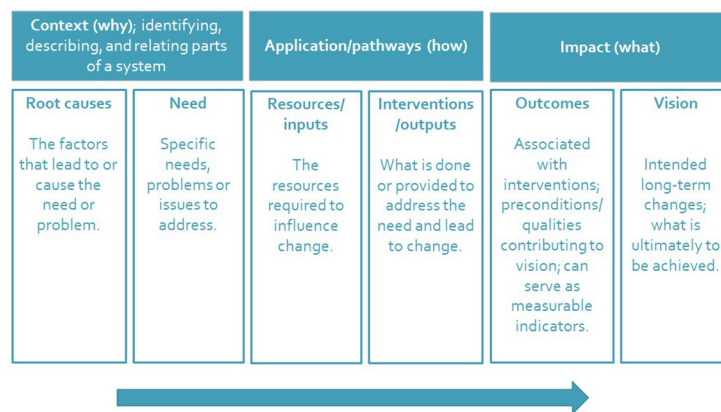 Context (why); identifying,
describing, and relating parts
of a system
Application/pathways (how)
Impact (what)
Root causes
The factors
that lead to or
cause the
need or
problem.
Need
Specific
needs,
problems or
issues to
address.
Resources/
inputs
The
resources
required to
influence
change.
Interventions
/outputs
What is done
or provided to
address the
need and lead
to change.
Outcomes
Associated
with
interventions;
preconditions/
qualities
contributing to
vision; can
serve as
measurable
indicators.
Vision
Intended
long-term
changes;
what is
ultimately to
be achieved.